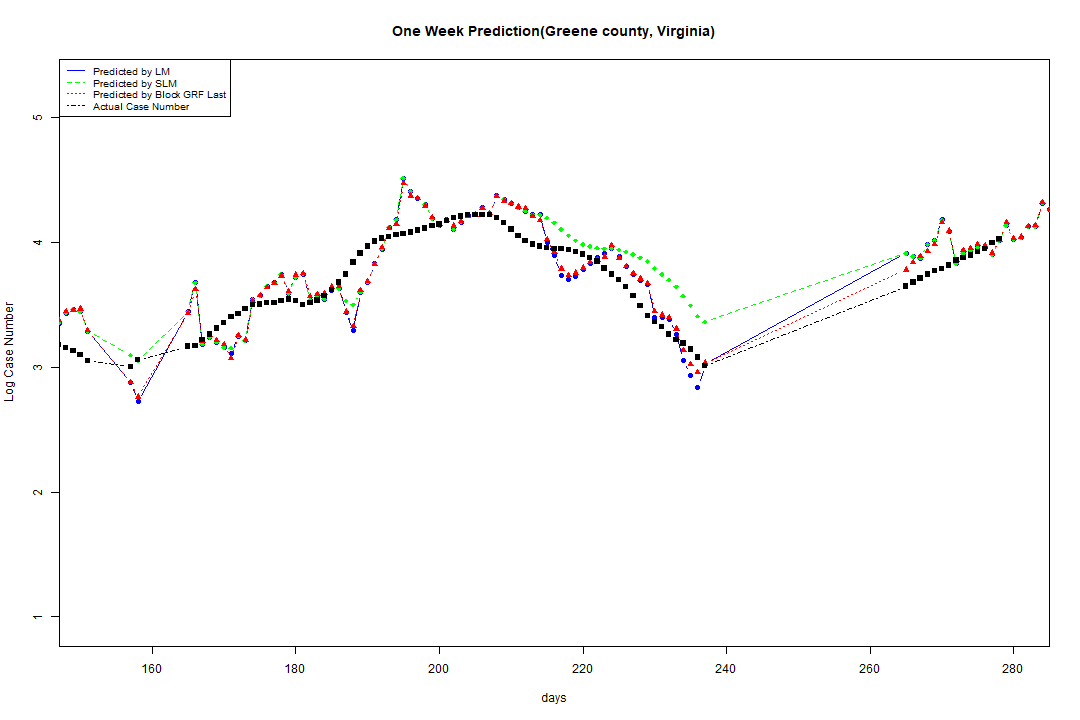 One Week Prediction(Greene county, Virginia)
Predicted by LM
Predicted by SLM
Predicted by Block GRF Last
Actual Case Number
5
4
3
2
1
Log Case Number
160 180 200 220 240 260 280
days